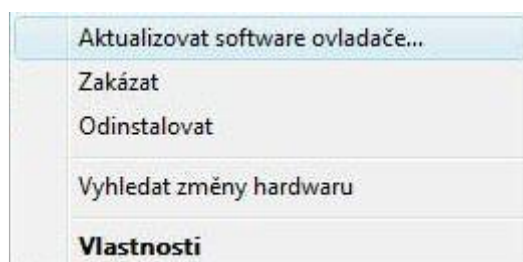 Aktualizovat software ovladače...
Zakázat
Odinstalovat
Vyhledat změny hardwaru
Vlastnosti